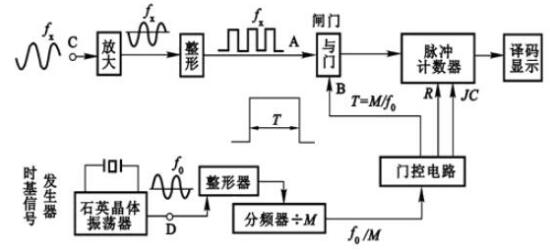 fx
C
放大
fx
整形
fx
A
闸门
与门
B
T=M/f0
脉冲计数器
R
JC
译码显示
T
时基信号发生器
石英晶体振荡器
f0
D
整形器
分频器÷M
门控电路
f0/M